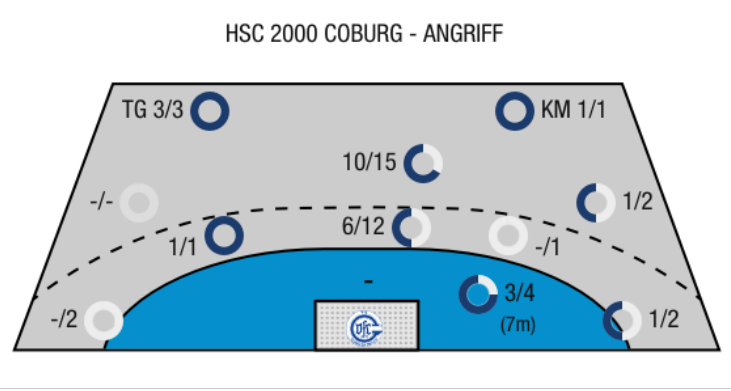 HSC 2000 COBURG - ANGRIFF
TG 3/3
KM 1/1
10/15
-/-
1/2
6/12
1/1
-/1
-
3/4
(7m)
-/2
1/2